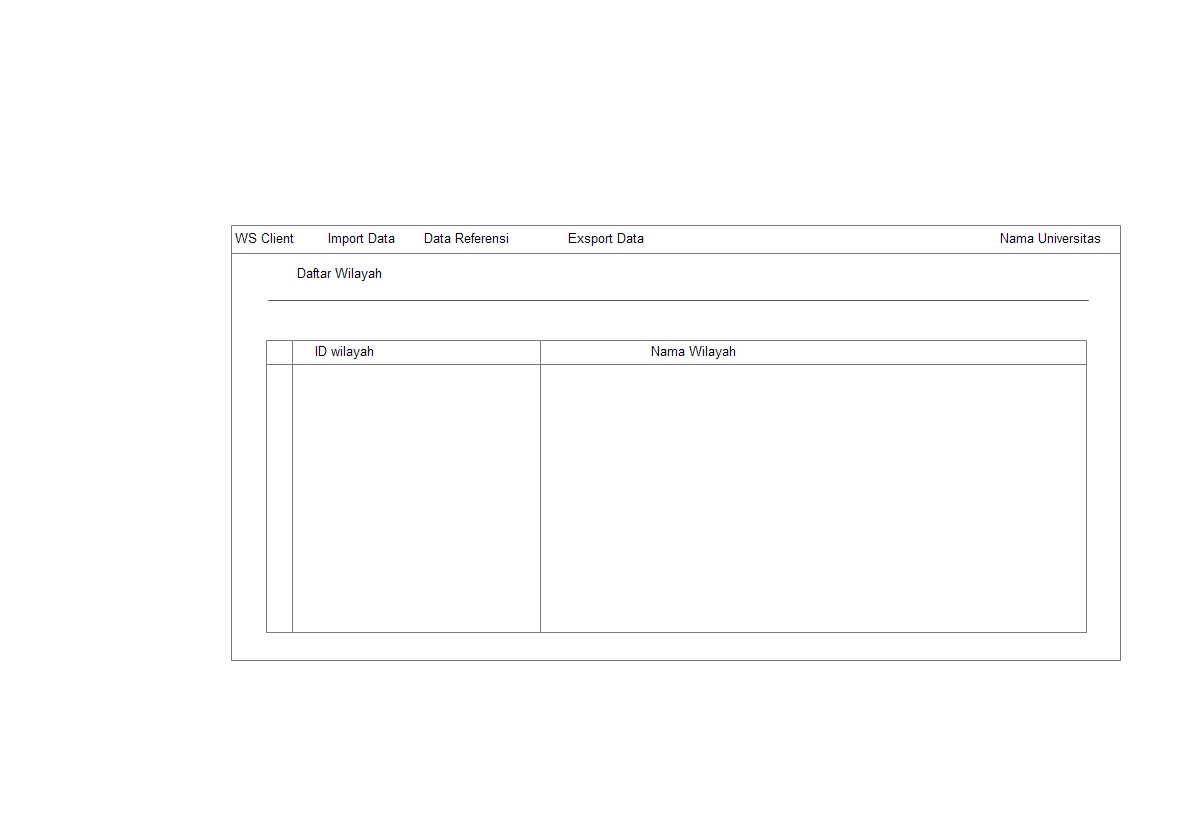 WS Client Import Data Data Referensi Exsport Data Nama Universitas
Daftar Wilayah
ID wilayah Nama Wilayah